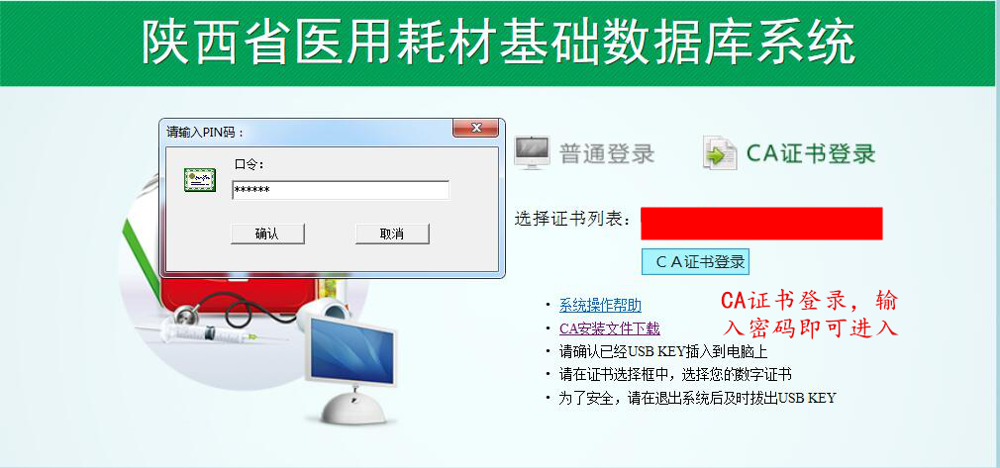 陕西省医用耗材基础数据库系统
请输入PIN码：
口令:
******
确认
取消
普通登录
CA证书登录
选择证书列表：
CA证书登录
系统操作帮助
CA安装文件下载
请确认已经USB KEY插入到电脑上
请在证书选择框中，选择您的数字证书
为了安全，请在退出系统后及时拔出USB KEY
CA证书登录，输
入密码即可进入